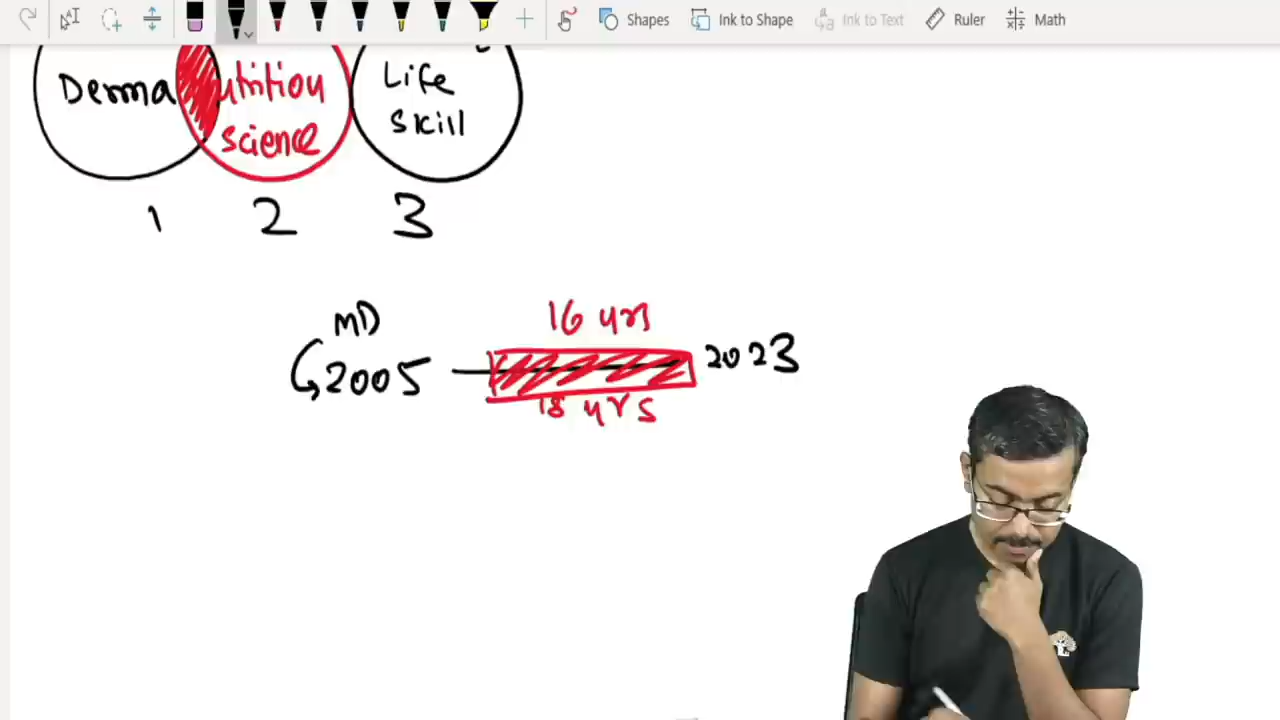 Shapes
Ink to Shape
Ink to Text
Ruler
Math
Derma
utrition
science
Life
Skill
1 2 3
MD
16 yrs
2005
2023
18 yrs